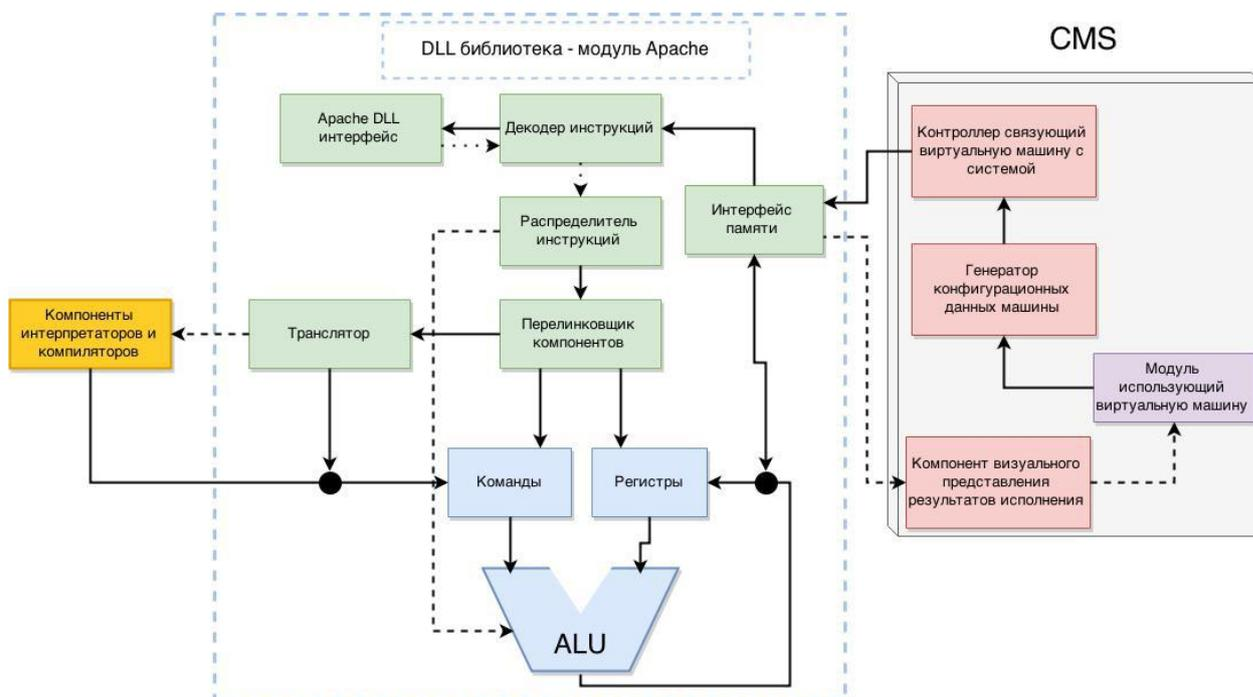 DLL библиотека - модуль Apache
CMS
Apache DLL
интерфейс
Декодер инструкций
Контроллер связующий
виртуальную машину с
системой
Распределитель
инструкций
Интерфейс
памяти
Генератор
конфигурационных
данных машины
Компоненты
интерпретаторов и
компиляторов
Транслятор
Перелинковщик
компонентов
Модуль
использующий
виртуальную машину
Команды
Регистры
Компонент визуального
представления
результатов исполнения
ALU